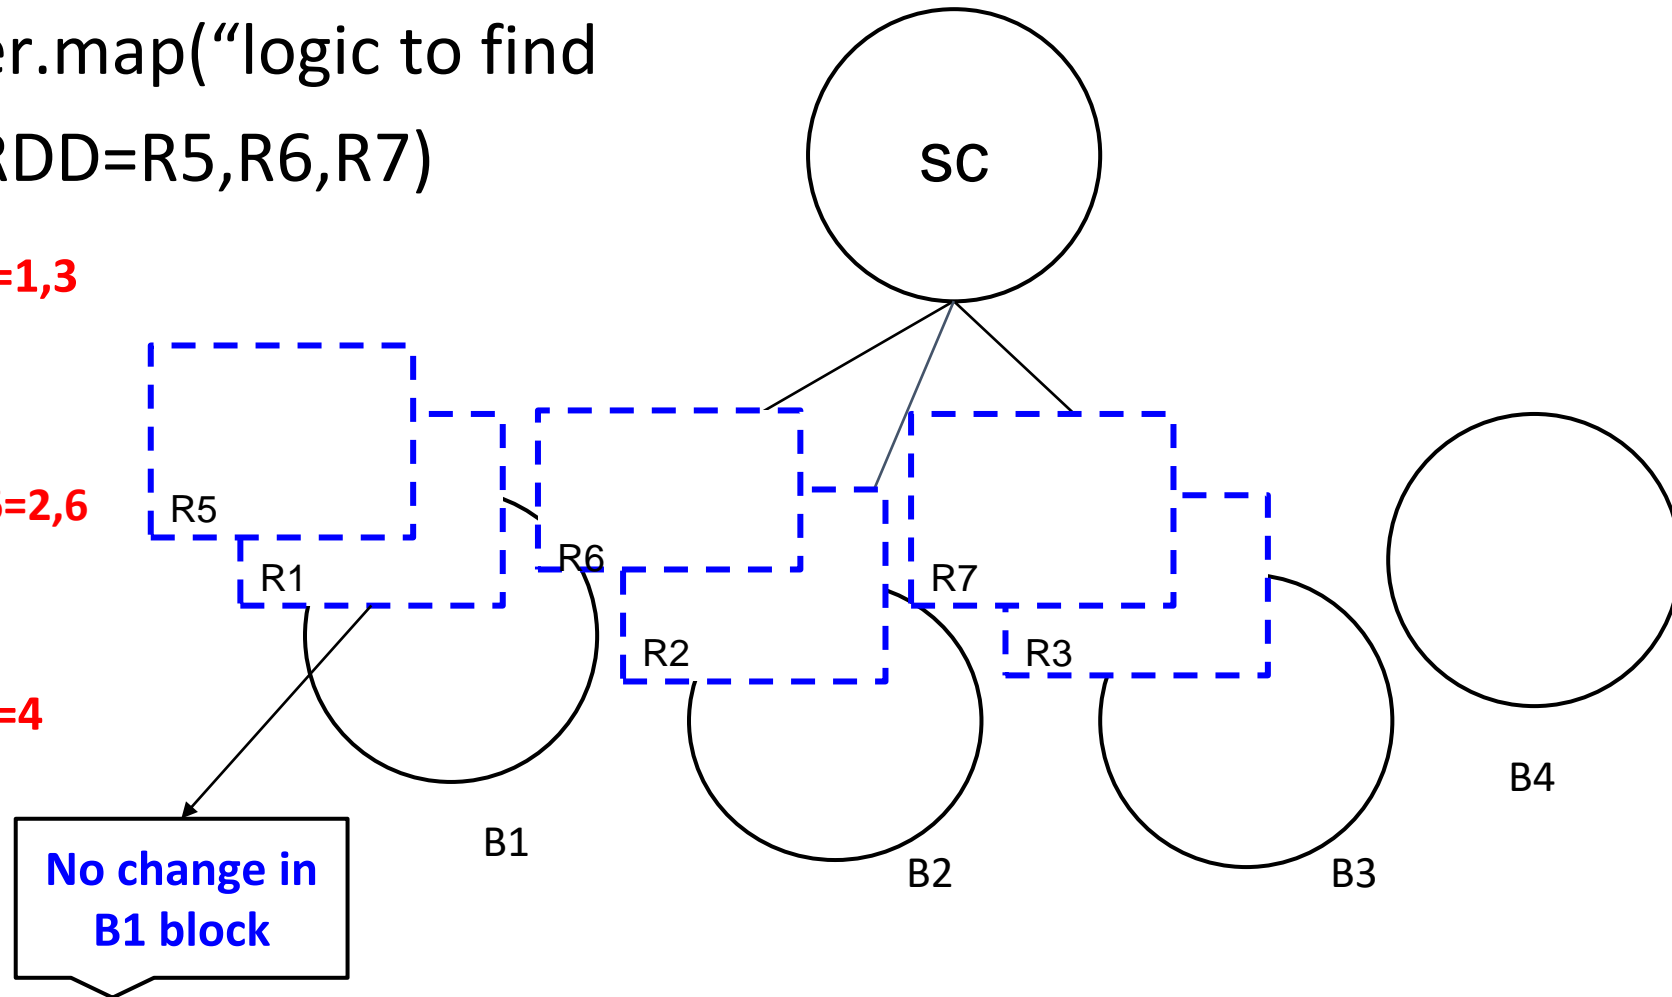 er.map(“logic to find
RDD=R5,R6,R7)
SC
=1,3
=2,6
=4
R5
R1
R6
R2
R7
R3
B1
B2
B3
B4
No change in
B1 block